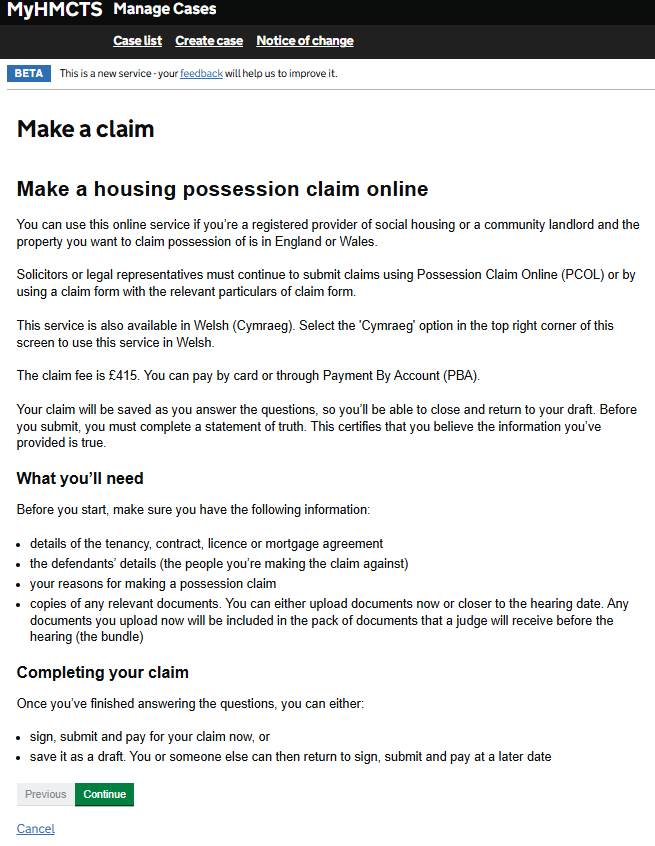 MyHMCTS Manage Cases
Case list Create case Notice of change
BETA This is a new service - your feedback will help us to improve it.
Make a claim
Make a housing possession claim online
You can use this online service if you’re a registered provider of social housing or a community landlord and the
property you want to claim possession of is in England or Wales.
Solicitors or legal representatives must continue to submit claims using Possession Claim Online (PCOL) or by
using a claim form with the relevant particulars of claim form.
This service is also available in Welsh (Cymraeg). Select the 'Cymraeg' option in the top right corner of this
screen to use this service in Welsh.
The claim fee is £415. You can pay by card or through Payment By Account (PBA).
Your claim will be saved as you answer the questions, so you’ll be able to close and return to your draft. Before
you submit, you must complete a statement of truth. This certifies that you believe the information you’ve
provided is true.
What you’ll need
Before you start, make sure you have the following information:
• details of the tenancy, contract, licence or mortgage agreement
• the defendants’ details (the people you’re making the claim against)
• your reasons for making a possession claim
• copies of any relevant documents. You can either upload documents now or closer to the hearing date. Any
documents you upload now will be included in the pack of documents that a judge will receive before the
hearing (the bundle)
Completing your claim
Once you’ve finished answering the questions, you can either:
• sign, submit and pay for your claim now, or
• save it as a draft. You or someone else can then return to sign, submit and pay at a later date
Previous Continue
Cancel